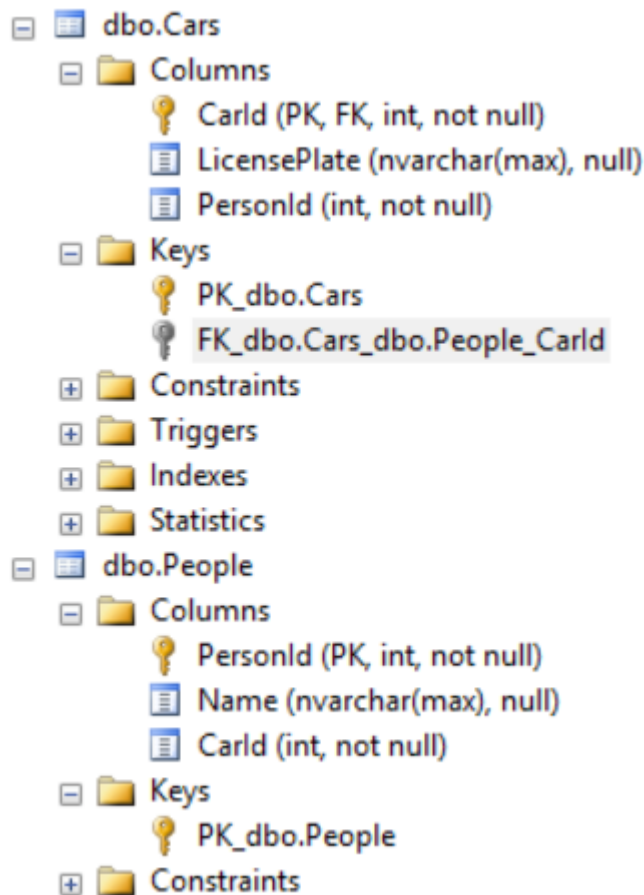 dbo.Cars
Columns
CarId (PK, FK, int, not null)
LicensePlate (nvarchar(max), null)
PersonId (int, not null)
Keys
PK_dbo.Cars
FK_dbo.Cars_dbo.People_CarId
Constraints
Triggers
Indexes
Statistics
dbo.People
Columns
PersonId (PK, int, not null)
Name (nvarchar(max), null)
CarId (int, not null)
Keys
PK_dbo.People
Constraints